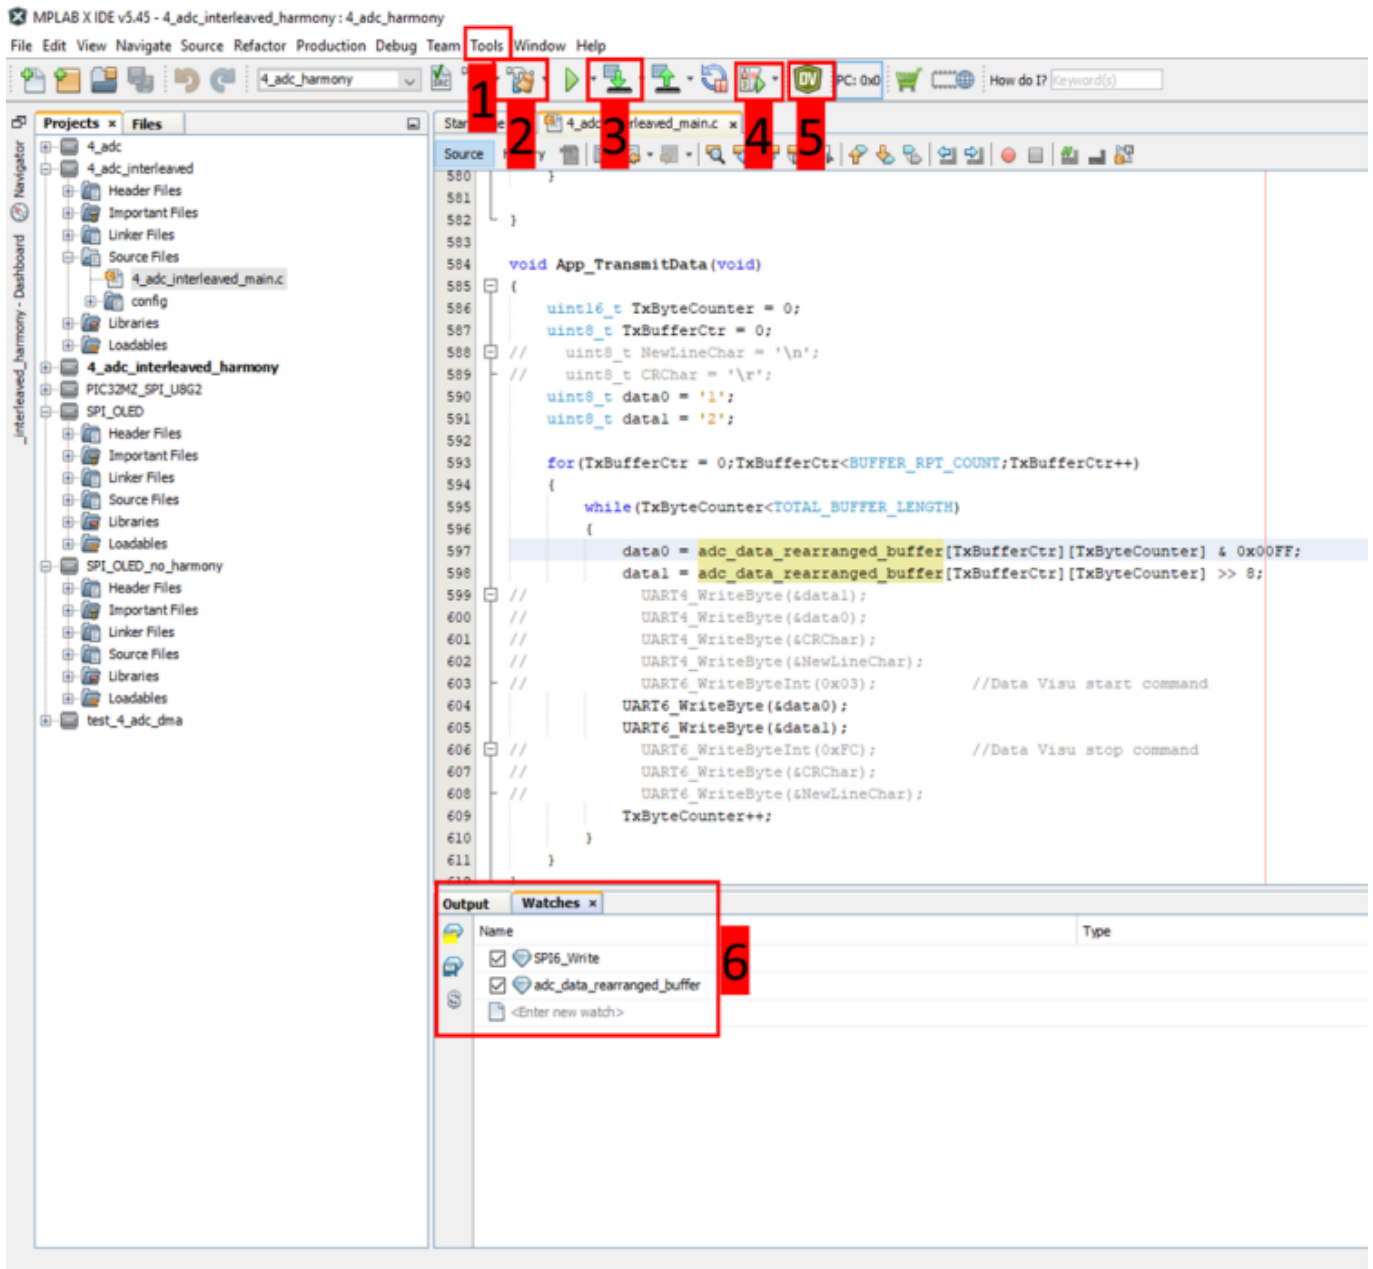 MPLAB X IDE v5.45 - 4_adc_interleaved_harmony : 4_adc_harmony
File Edit View Navigate Source Refactor Production Debug Team Tools Window Help
4_adc_harmony
PC: 0x0
How do I? Keyword(s)
1
2
3
4
5
Projects × Files
Navigator
_interleaved_harmony - Dashboard
4_adc
4_adc_interleaved
Header Files
Important Files
Linker Files
Source Files
4_adc_interleaved_main.c
config
Libraries
Loadables
4_adc_interleaved_harmony
PIC32MZ_SPI_U8G2
SPI_OLED
Header Files
Important Files
Linker Files
Source Files
Libraries
Loadables
SPI_OLED_no_harmony
Header Files
Important Files
Linker Files
Source Files
Libraries
Loadables
test_4_adc_dma
Source
580 }
581
582 }
583
584 void App_TransmitData(void)
585 {
586 uint16_t TxByteCounter = 0;
587 uint8_t TxBufferCtr = 0;
588 // uint8_t NewLineChar = '\n';
589 // uint8_t CRChar = '\r';
590 uint8_t data0 = '1';
591 uint8_t data1 = '2';
592
593 for(TxBufferCtr = 0;TxBufferCtr<BUFFER_RPT_COUNT;TxBufferCtr++)
594 {
595 while(TxByteCounter<TOTAL_BUFFER_LENGTH)
596 {
597 data0 = adc_data_rearranged_buffer[TxBufferCtr][TxByteCounter] & 0x00FF;
598 data1 = adc_data_rearranged_buffer[TxBufferCtr][TxByteCounter] >> 8;
599 // UART4_WriteByte(&data1);
600 // UART4_WriteByte(&data0);
601 // UART4_WriteByte(&CRChar);
602 // UART4_WriteByte(&NewLineChar);
603 // UART6_WriteByteInt(0x03); //Data Visu start command
604 UART6_WriteByte(&data0);
605 UART6_WriteByte(&data1);
606 // UART6_WriteByteInt(0xFC); //Data Visu stop command
607 // UART6_WriteByte(&CRChar);
608 // UART6_WriteByte(&NewLineChar);
609 TxByteCounter++;
610 }
611 }
Output Watches ×
Name Type
SPI6_Write
adc_data_rearranged_buffer
<Enter new watch>
6